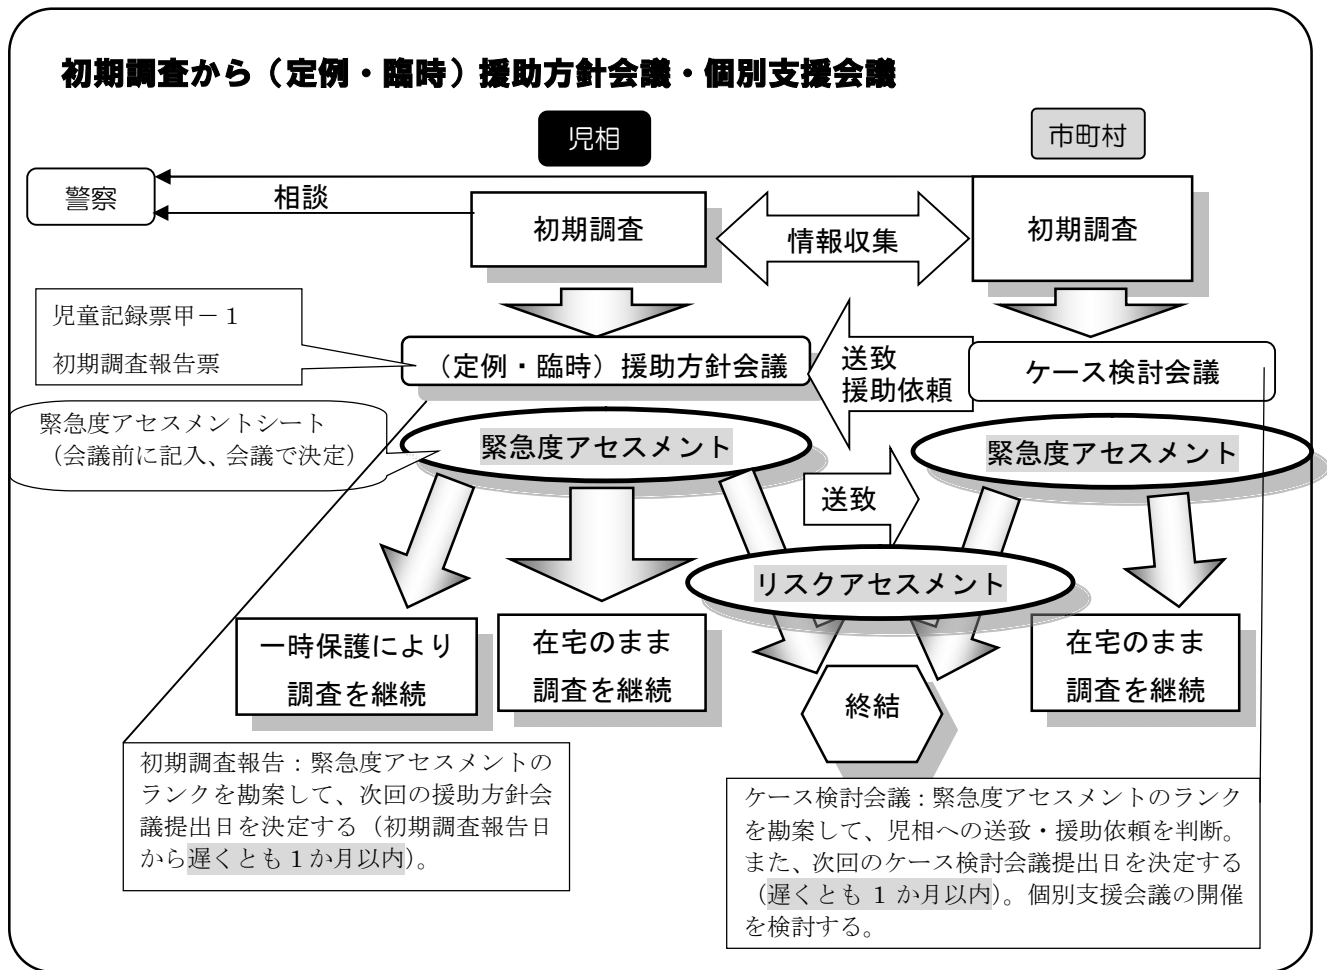 初期調査から（定例・臨時）援助方針会議・個別支援会議
児相
市町村
警察
相談
初期調査
情報収集
初期調査
児童記録票甲－１
初期調査報告票
（定例・臨時）援助方針会議
送致
援助依頼
ケース検討会議
緊急度アセスメントシート
（会議前に記入、会議で決定）
緊急度アセスメント
緊急度アセスメント
送致
リスクアセスメント
一時保護により
調査を継続
在宅のまま
調査を継続
終結
在宅のまま
調査を継続
初期調査報告：緊急度アセスメントの
ランクを勘案して、次回の援助方針会
議提出日を決定する（初期調査報告日
から遅くとも 1 か月以内）。
ケース検討会議：緊急度アセスメントのランク
を勘案して、児相への送致・援助依頼を判断。
また、次回のケース検討会議提出日を決定する
（遅くとも 1 か月以内）。個別支援会議の開催
を検討する。